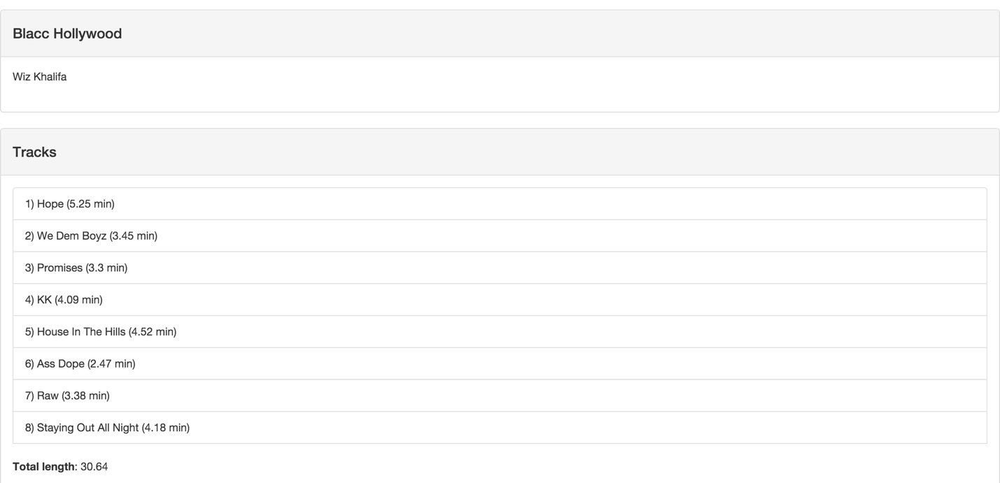 Blacc Hollywood
Wiz Khalifa
Tracks
1) Hope (5.25 min)
2) We Dem Boyz (3.45 min)
3) Promises (3.3 min)
4) KK (4.09 min)
5) House In The Hills (4.52 min)
6) Ass Dope (2.47 min)
7) Raw (3.38 min)
8) Staying Out All Night (4.18 min)
Total length: 30.64